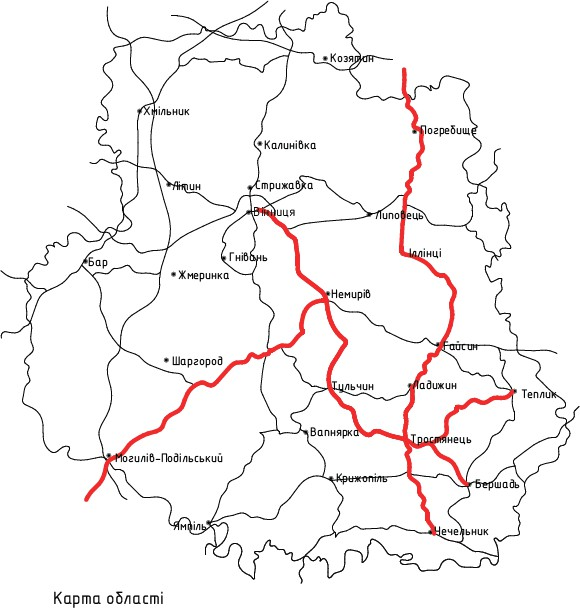 Козятин
Хмільник
Погребище
Калинівка
Літин
Стрижавка
Вінниця
Липовець
Іллінці
Гнівань
Бар
Жмеринка
Немирів
Гайсин
Шаргород
Тульчин
Ладижин
Теплик
Вапнярка
Тростянець
Могилів-Подільський
Крижопіль
Бершадь
Ямпіль
Чечельник
Карта області